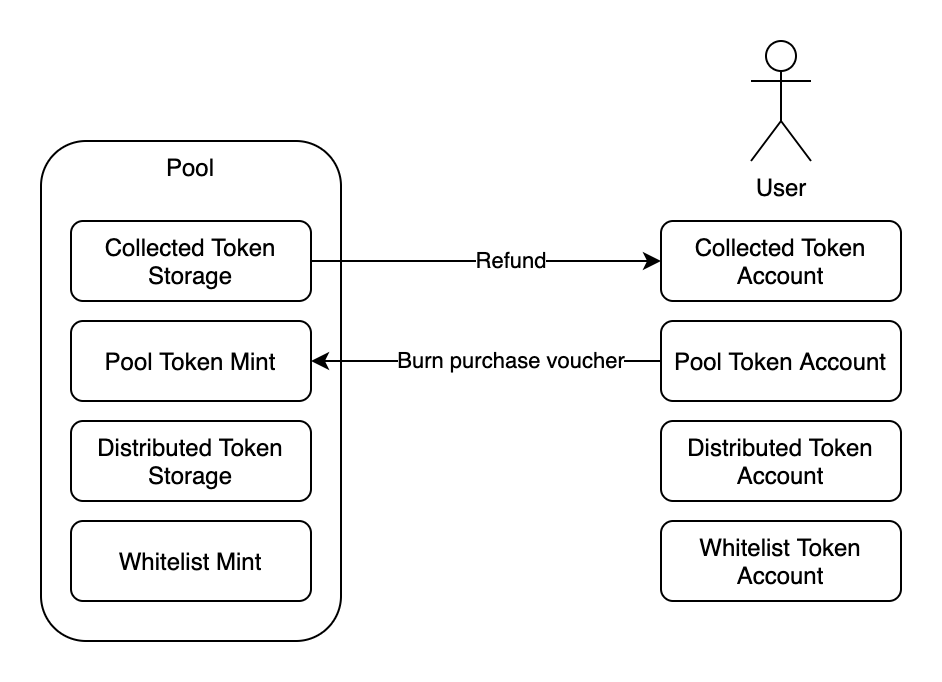 User
Pool
Collected Token
Storage
Refund
Collected Token
Account
Pool Token Mint
Burn purchase voucher
Pool Token Account
Distributed Token
Storage
Distributed Token
Account
Whitelist Mint
Whitelist Token
Account